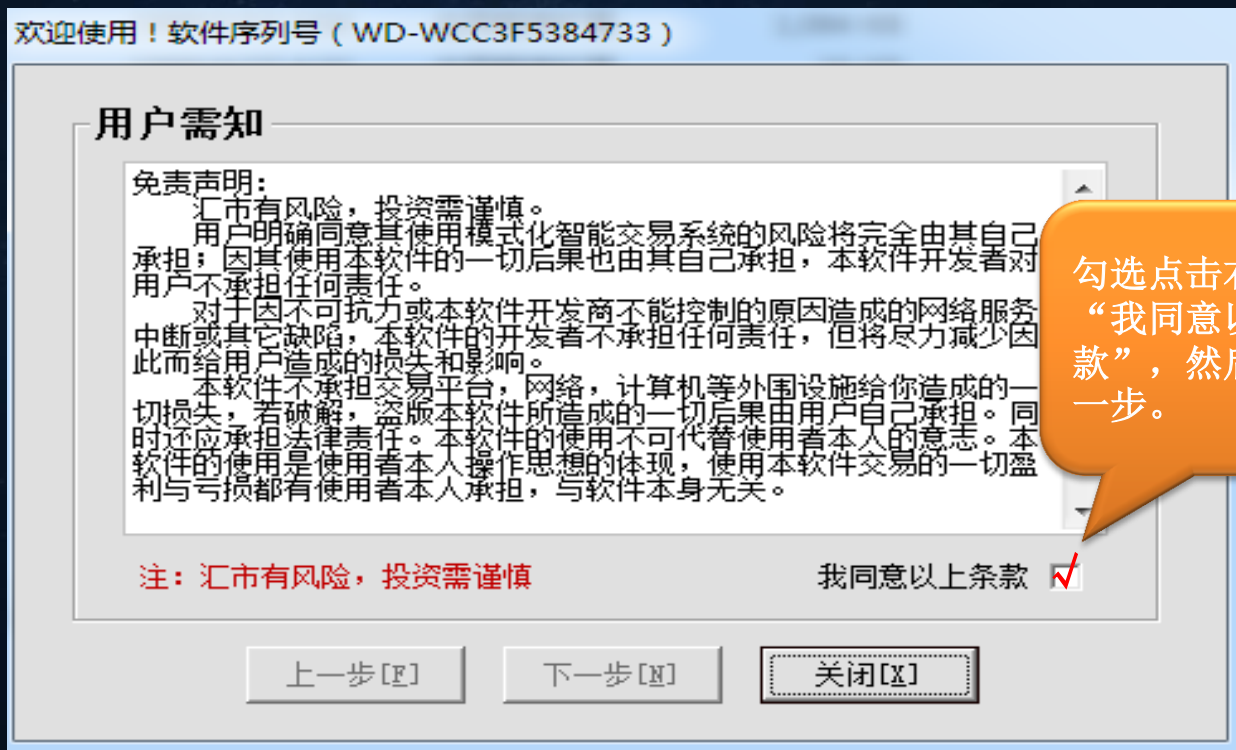 欢迎使用！软件序列号（WD-WCC3F5384733）
用户需知
免责声明：
汇市有风险，投资需谨慎。
用户明确同意其使用模式化智能交易系统的风险将完全由其自己
承担；因其使用本软件的一切后果也由其自己承担，本软件开发者对
用户不承担任何责任。
对于因不可抗力或本软件开发商不能控制的原因造成的网络服务
中断或其它缺陷，本软件的开发者不承担任何责任，但将尽力减少因
此而给用户造成的损失和影响。
本软件不承担交易平台，网络，计算机等外围设施给你造成的一
切损失，若破解，盗版本软件所造成的一切后果由用户自己承担。同
时还应承担法律责任。本软件的使用不可代替使用者本人的意志。本
软件的使用是使用者本人操作思想的体现，使用本软件交易的一切盈
利与亏损都有使用者本人承担，与软件本身无关。
勾选点击
“我同意
款”，然
一步。
注：汇市有风险，投资需谨慎
我同意以上条款
上一步[F]
下一步[N]
关闭[X]